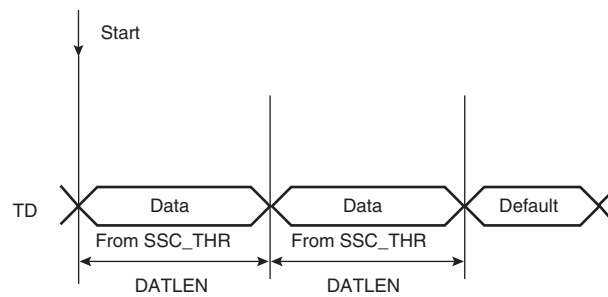 Start
TD Data Data Default
From SSC_THR From SSC_THR
DATLEN DATLEN